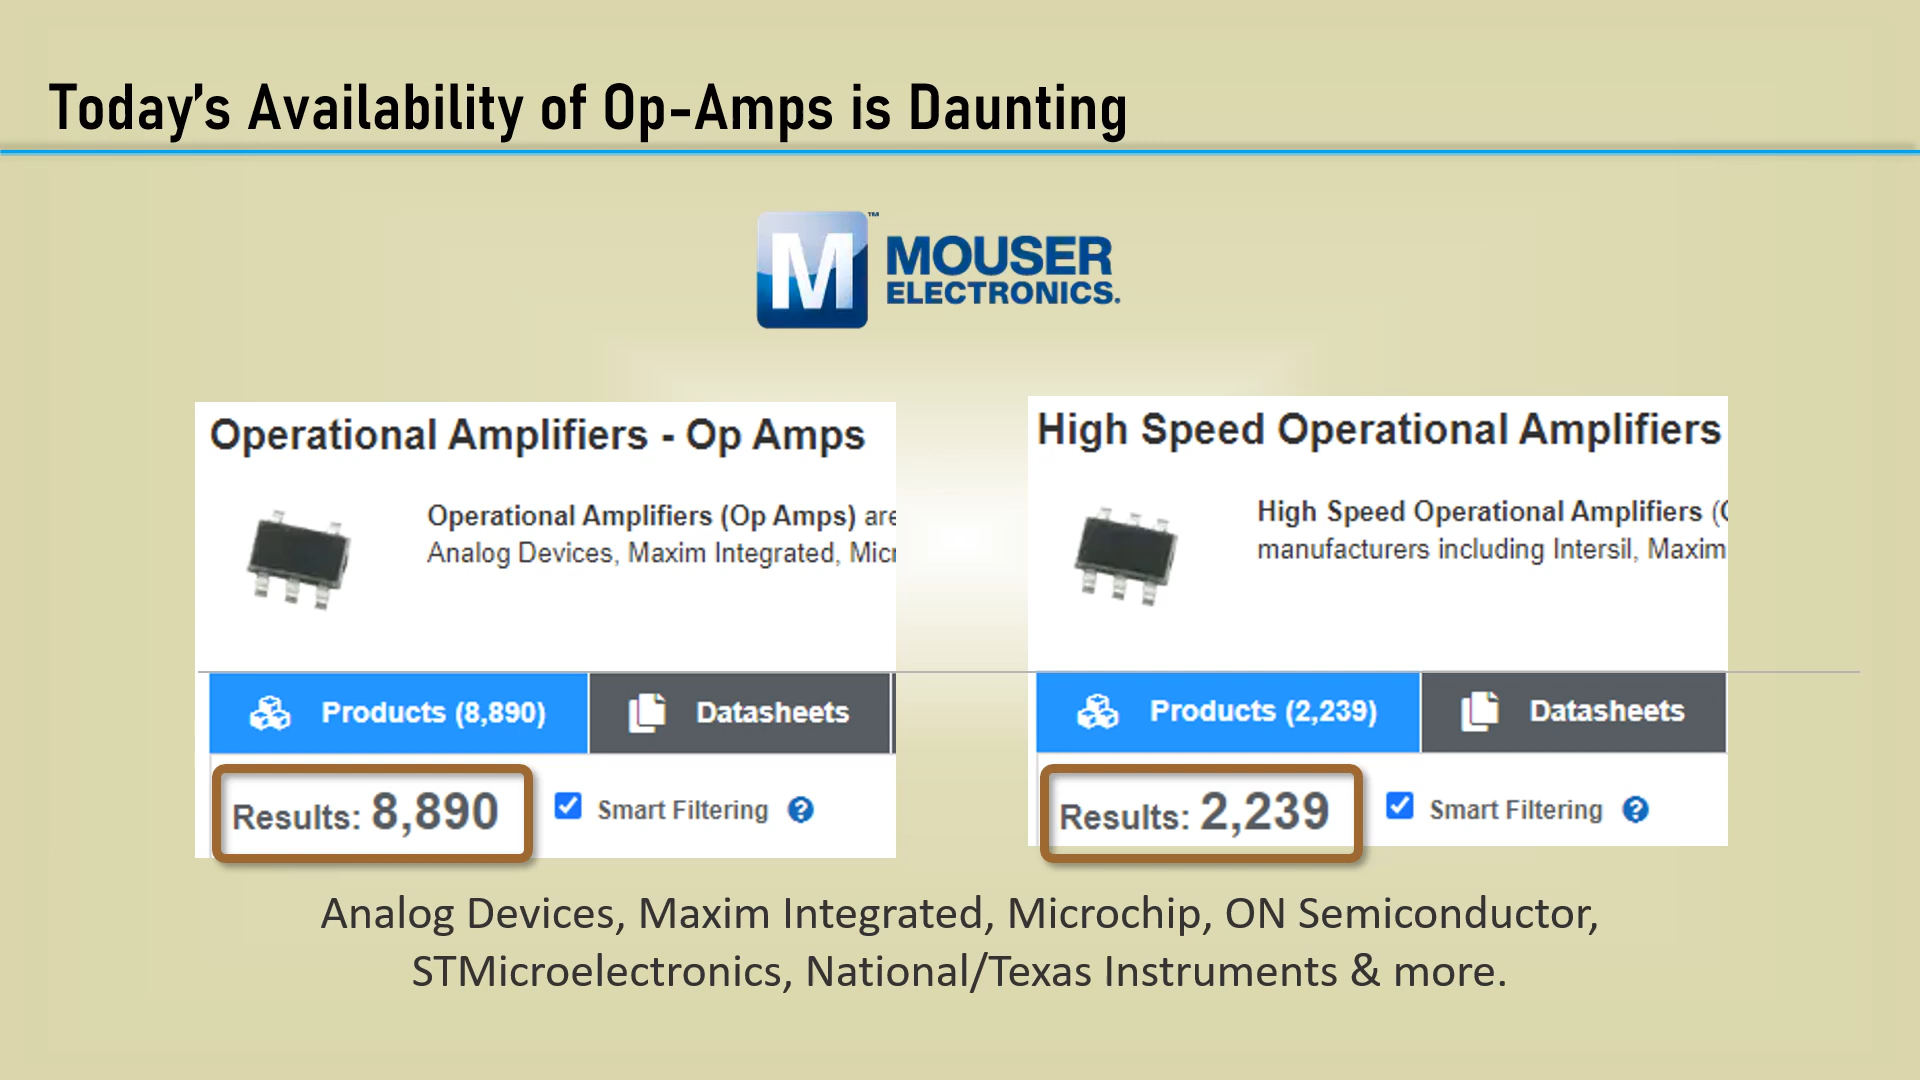 Today's Availability of Op-Amps is Daunting
M™ MOUSER
ELECTRONICS.
Operational Amplifiers - Op Amps
Operational Amplifiers (Op Amps) are
Analog Devices, Maxim Integrated, Micr
Products (8,890) Datasheets
Results: 8,890 Smart Filtering ?
High Speed Operational Amplifiers
High Speed Operational Amplifiers (
manufacturers including Intersil, Maxim
Products (2,239) Datasheets
Results: 2,239 Smart Filtering ?
Analog Devices, Maxim Integrated, Microchip, ON Semiconductor,
STMicroelectronics, National/Texas Instruments & more.